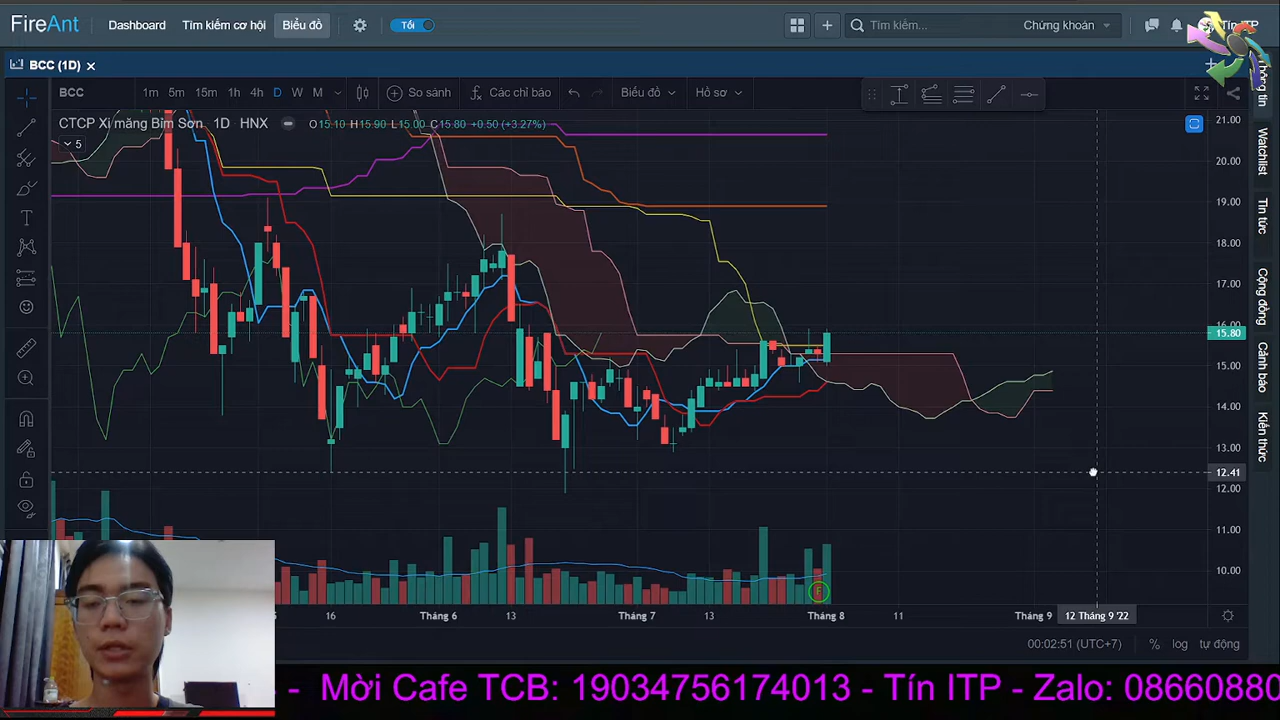 FireAnt Dashboard Tìm kiếm cơ hội Biểu đồ Tối Tìm kiếm... Chứng khoán Tín ITP
BCC (1D)
BCC 1m 5m 15m 1h 4h D W M So sánh Các chỉ báo Biểu đồ Hồ sơ
CTCP Xi măng Bỉm Sơn 1D HNX O15.10 H15.90 L15.00 C15.80 +0.50 (+3.27%)
5
21.00
20.00
19.00
18.00
17.00
16.00
15.80
15.00
14.00
13.00
12.41
12.00
11.00
10.00
Thông tin
Watchlist
Tin tức
Cộng đồng
Cảnh báo
Kiến thức
F
16 Tháng 6 13 Tháng 7 13 Tháng 8 11 Tháng 9 12 Tháng 9 '22
00:02:51 (UTC+7) % log tự động
- Mời Cafe TCB: 19034756174013 - Tín ITP - Zalo: 08660880